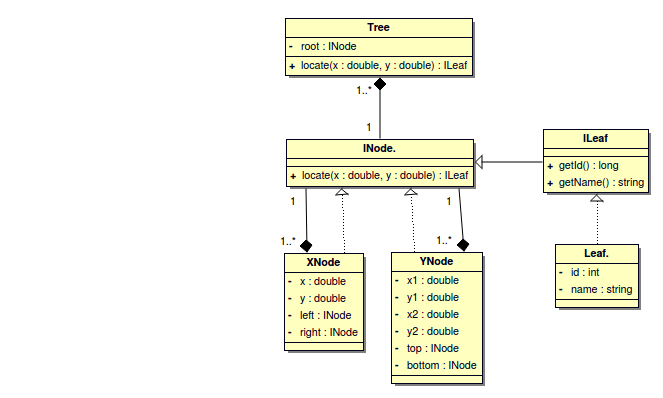 Tree
- root : INode
+ locate(x : double, y : double) : ILeaf
1..*
1
INode.
+ locate(x : double, y : double) : ILeaf
ILeaf
+ getId() : long
+ getName() : string
1
1
1..*
1..*
XNode
- x : double
- y : double
- left : INode
- right : INode
YNode
- x1 : double
- y1 : double
- x2 : double
- y2 : double
- top : INode
- bottom : INode
Leaf.
- id : int
- name : string